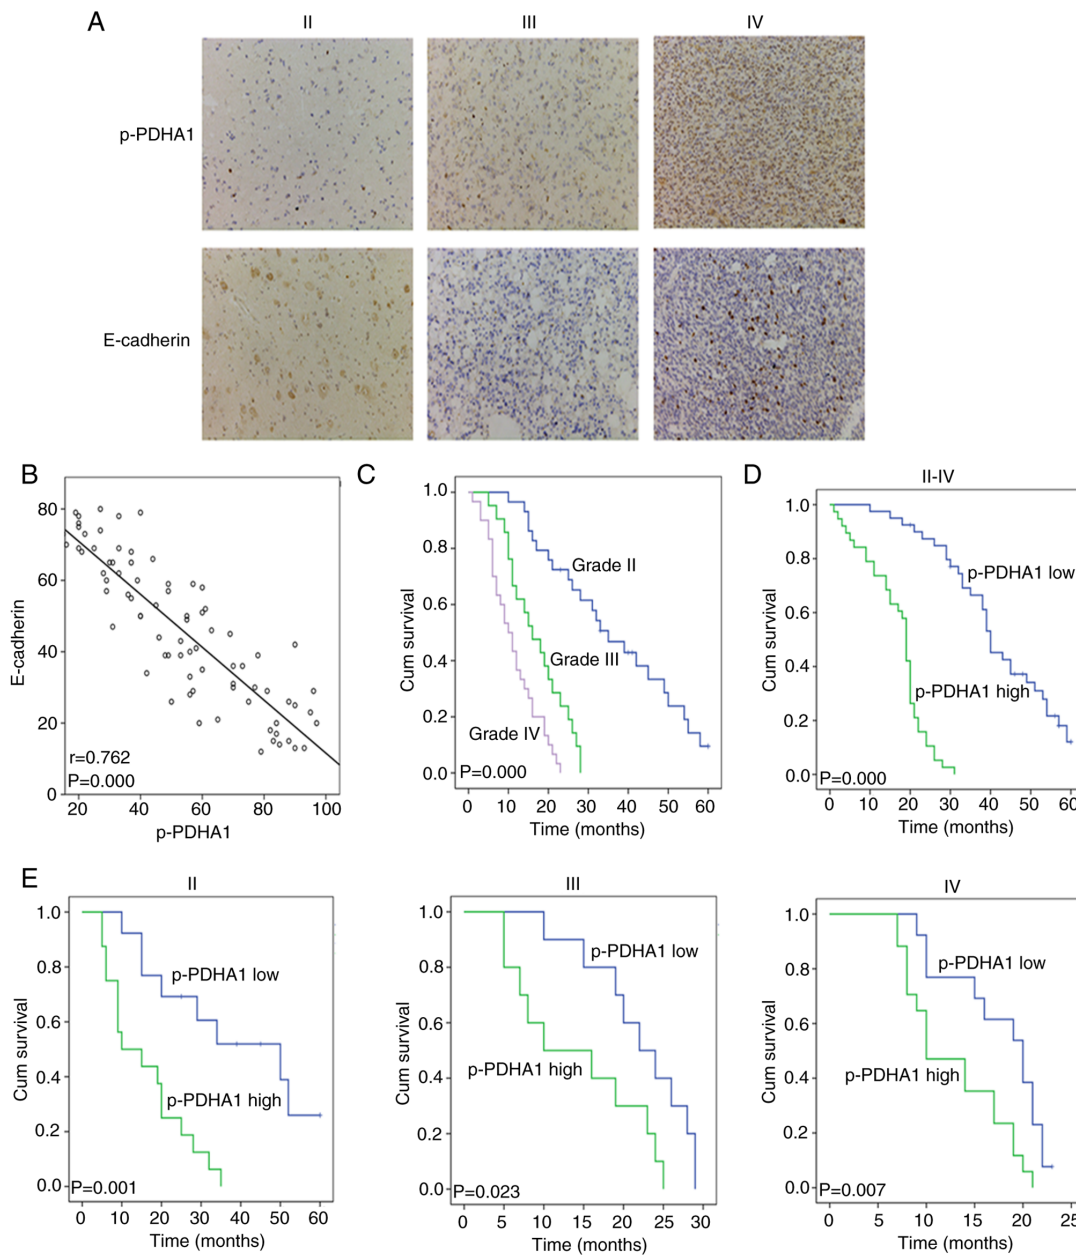 A
II
III
IV
p-PDHA1
E-cadherin
B
80
60
40
20
0
E-cadherin
r=0.762
P=0.000
20
40
60
80
100
p-PDHA1
C
1.0
0.8
0.6
0.4
0.2
0.0
Cum survival
Grade II
Grade III
Grade IV
P=0.000
0
10
20
30
40
50
60
Time (months)
D
II-IV
1.0
0.8
0.6
0.4
0.2
0.0
Cum survival
p-PDHA1 low
p-PDHA1 high
P=0.000
0
10
20
30
40
50
60
Time (months)
E
II
1.0
0.8
0.6
0.4
0.2
0.0
Cum survival
p-PDHA1 low
p-PDHA1 high
P=0.001
0
10
20
30
40
50
60
Time (months)
III
1.0
0.8
0.6
0.4
0.2
0.0
Cum survival
p-PDHA1 low
p-PDHA1 high
P=0.023
0
5
10
15
20
25
30
Time (months)
IV
1.0
0.8
0.6
0.4
0.2
0.0
Cum survival
p-PDHA1 low
p-PDHA1 high
P=0.007
0
5
10
15
20
25
Time (months)